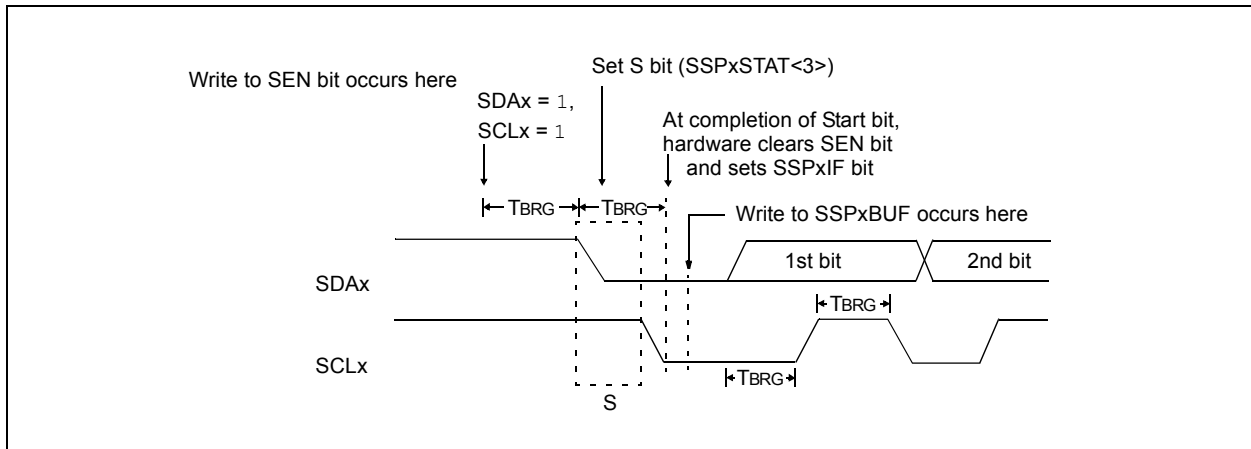 Write to SEN bit occurs here
Set S bit (SSPxSTAT<3>)
SDAx = 1,
SCLx = 1
At completion of Start bit,
hardware clears SEN bit
and sets SSPxIF bit
TBRG
TBRG
Write to SSPxBUF occurs here
SDAx
1st bit
2nd bit
TBRG
SCLx
TBRG
S